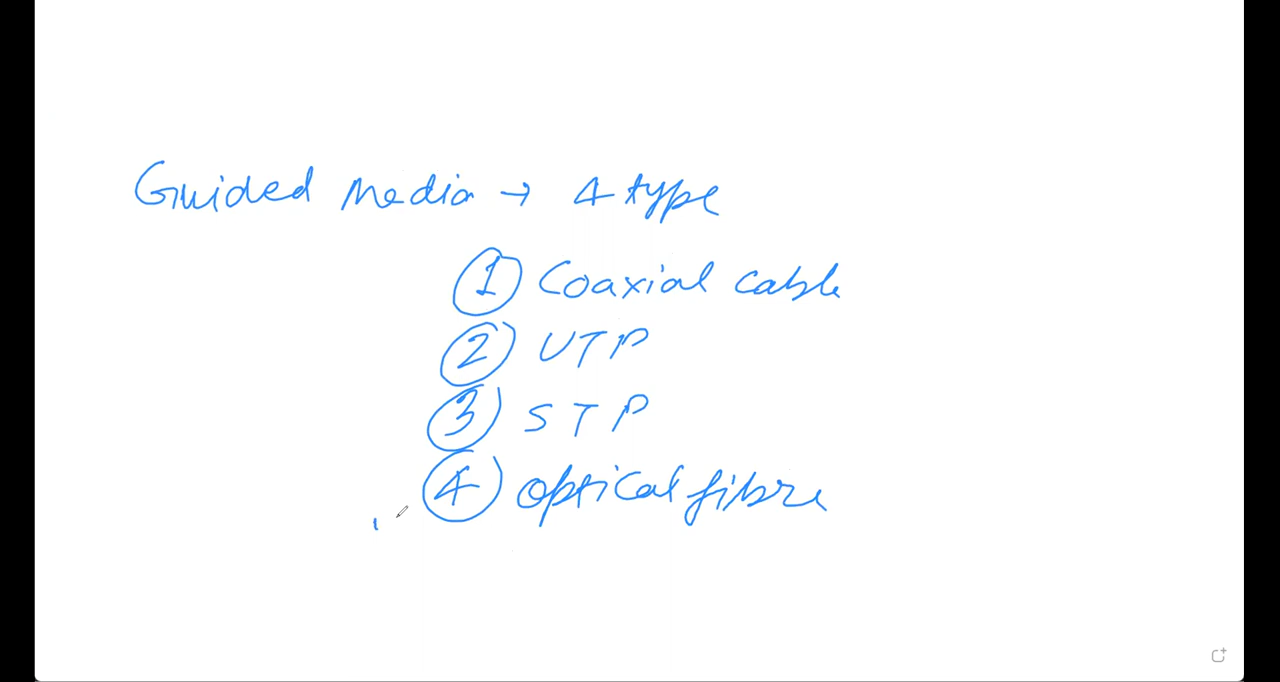 Guided Media → 4 type
① Coaxial cable
② UTP
③ STP
④ optical fibre